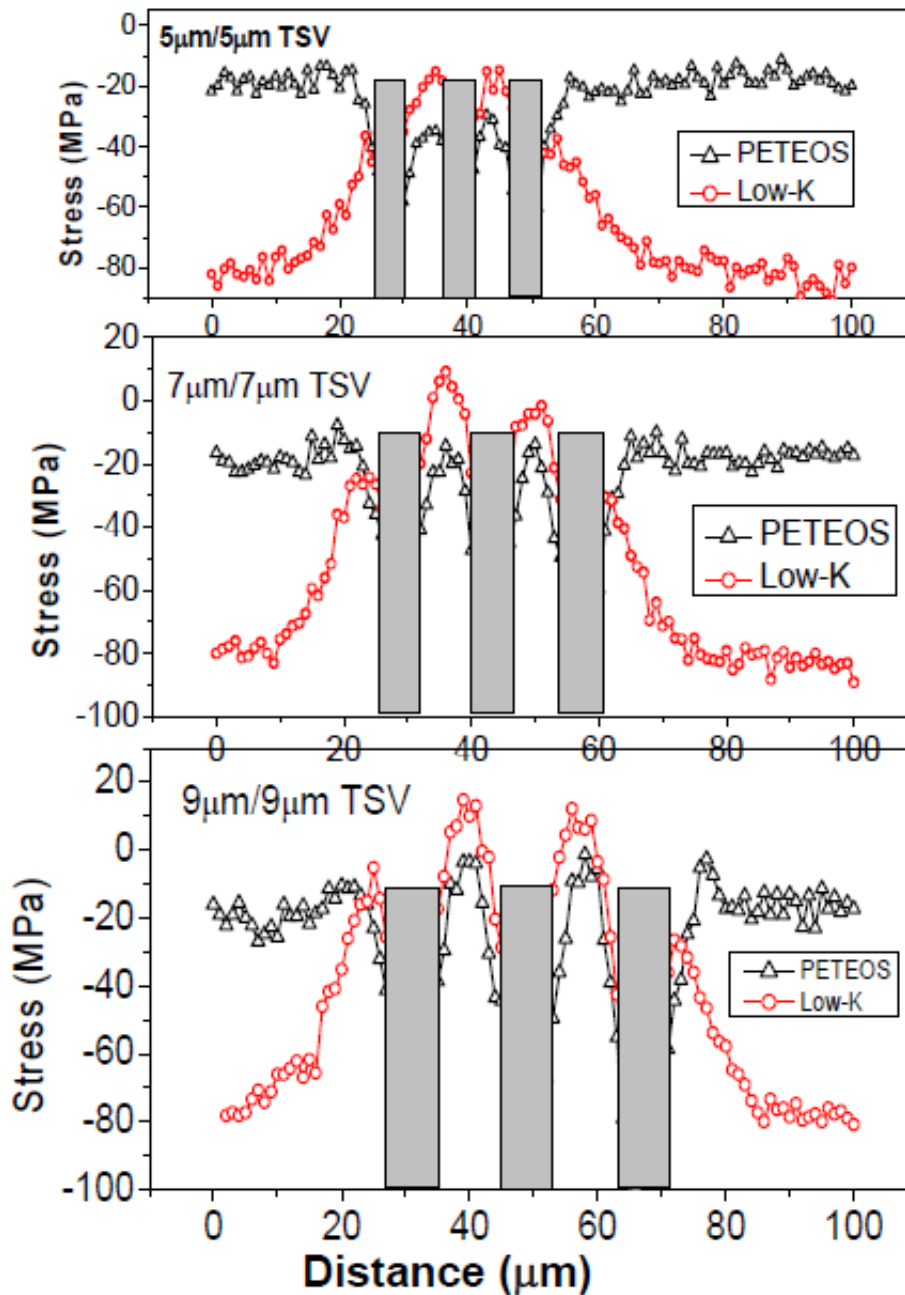 5μm/5μm TSV
0
-20
-40
-60
-80
Stress (MPa)
PETEOS
Low-K
0 20 40 60 80 100
7μm/7μm TSV
20
0
-20
-40
-60
-80
-100
Stress (MPa)
PETEOS
Low-K
0 20 40 60 80 100
9μm/9μm TSV
20
0
-20
-40
-60
-80
-100
Stress (MPa)
PETEOS
Low-K
0 20 40 60 80 100
Distance (μm)